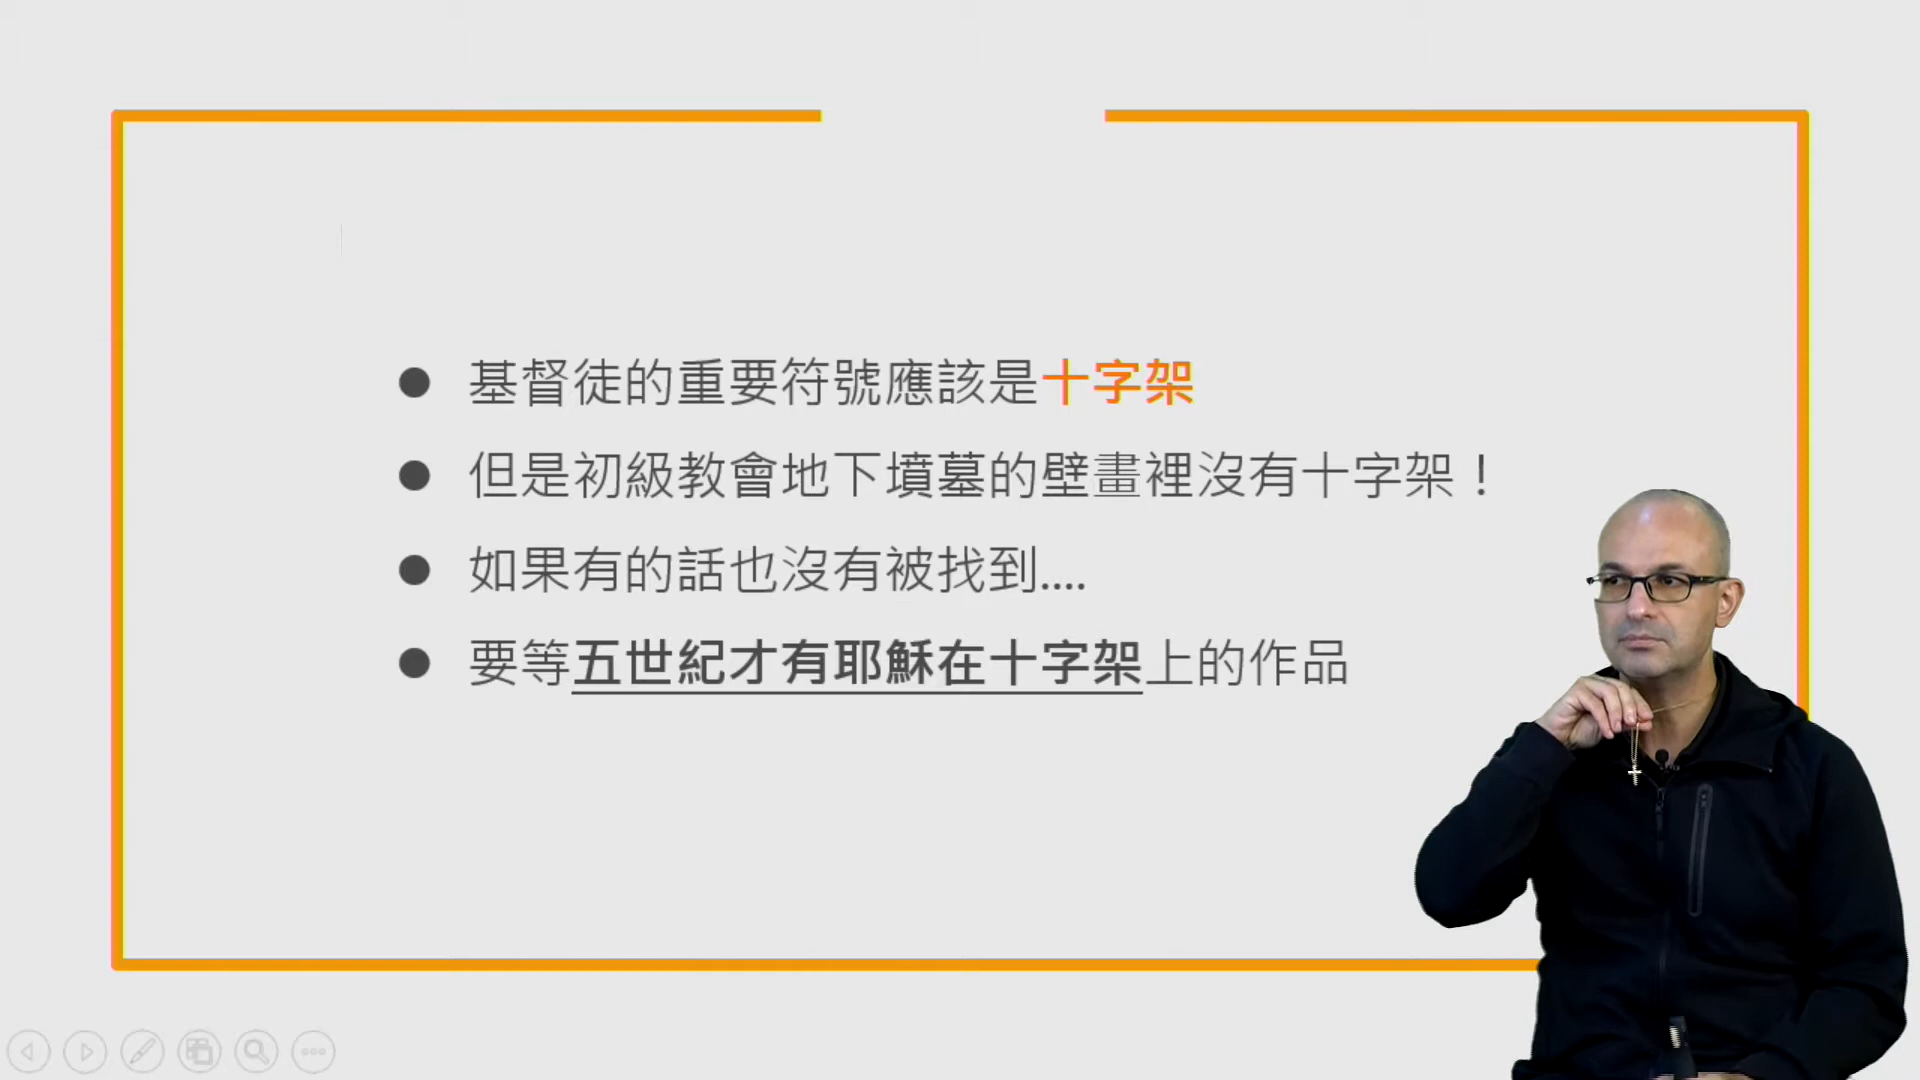 基督徒的重要符號應該是十字架
但是初級教會地下墳墓的壁畫裡沒有十字架！
如果有的話也沒有被找到....
要等五世紀才有耶穌在十字架上的作品